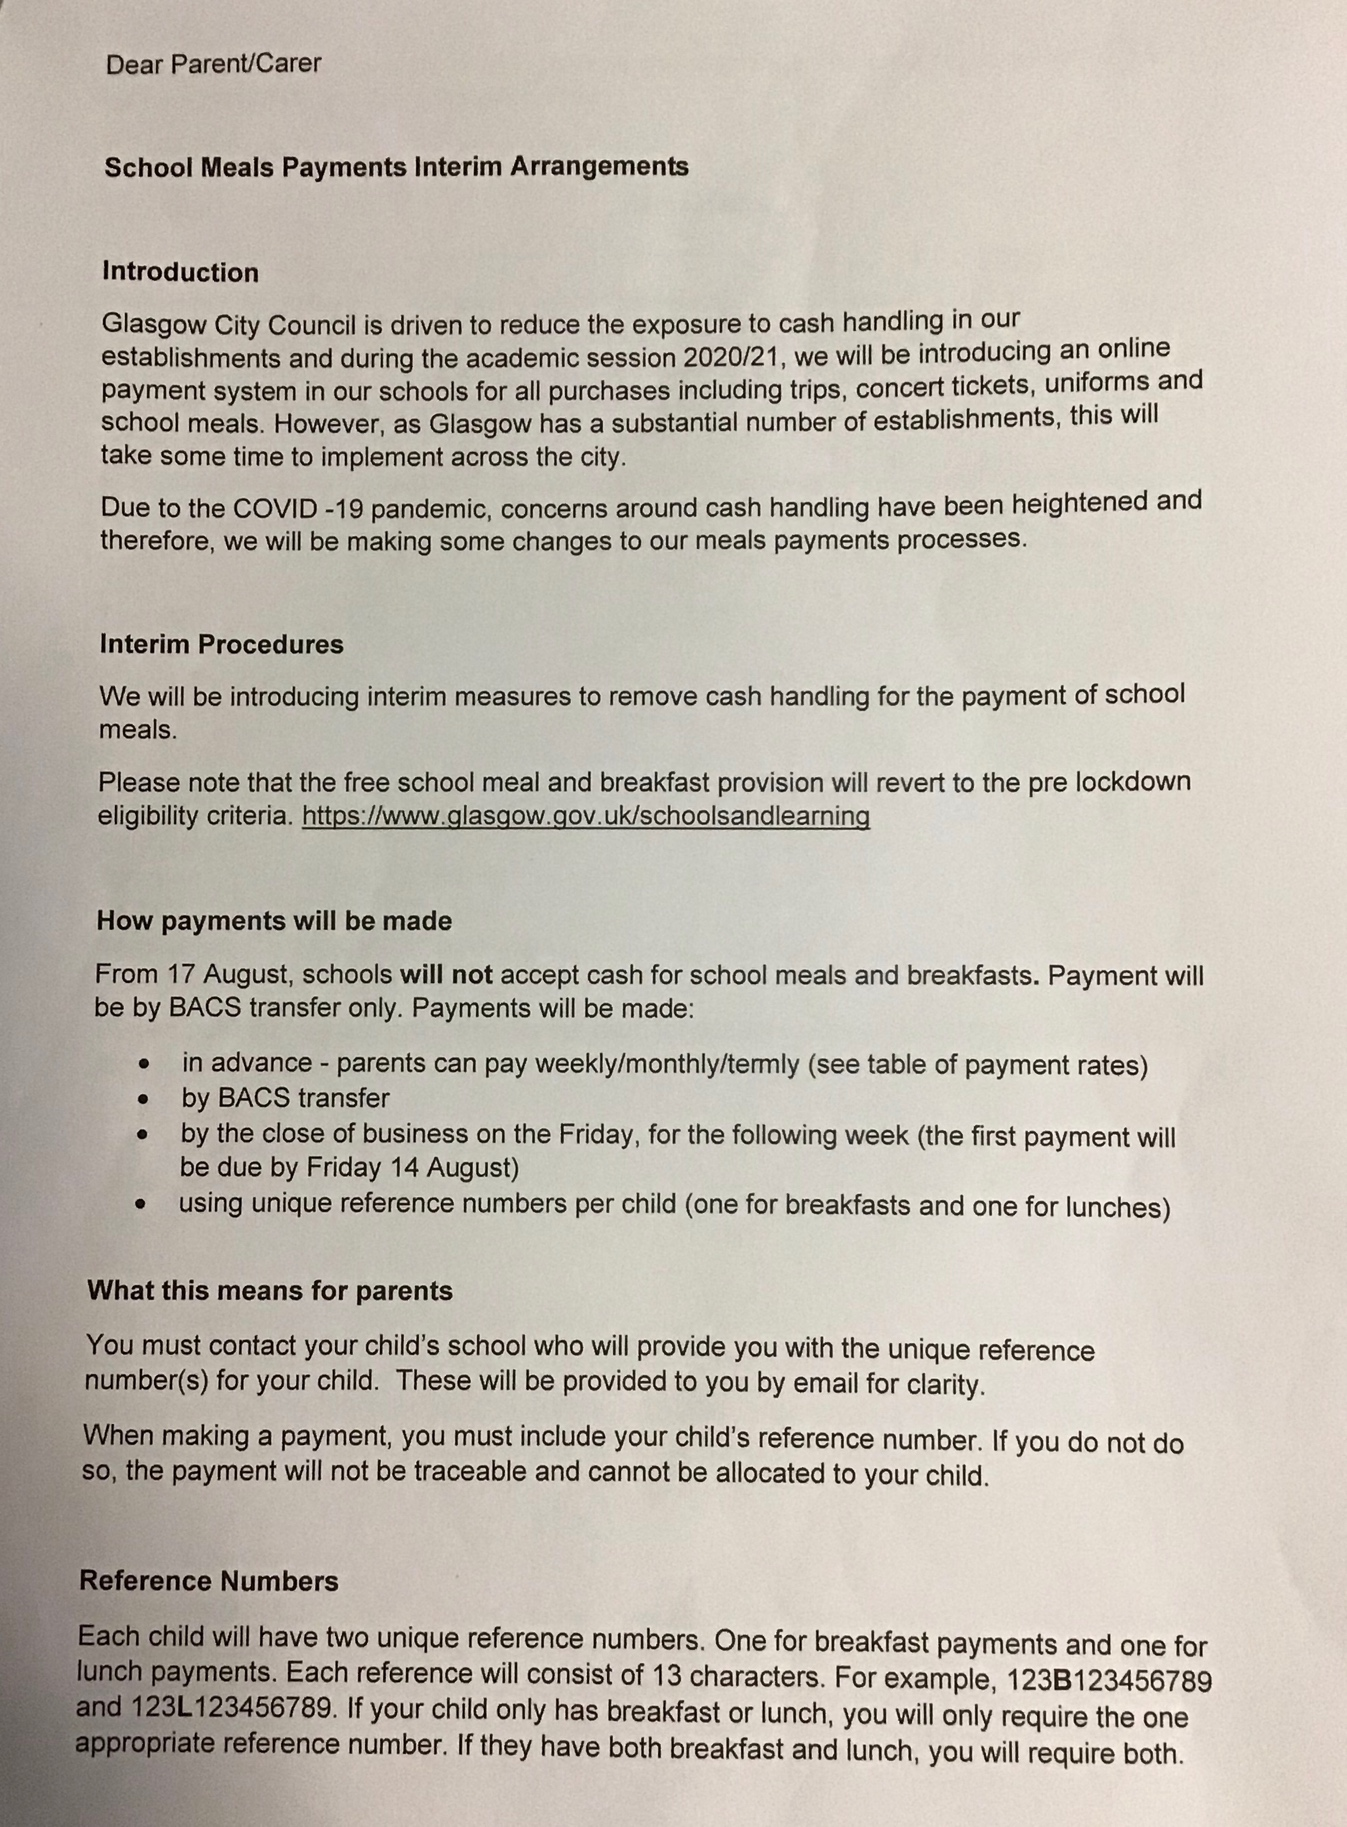 Dear Parent/Carer
School Meals Payments Interim Arrangements
Introduction
Glasgow City Council is driven to reduce the exposure to cash handling in our
establishments and during the academic session 2020/21, we will be introducing an online
payment system in our schools for all purchases including trips, concert tickets, uniforms and
school meals. However, as Glasgow has a substantial number of establishments, this will
take some time to implement across the city.
Due to the COVID -19 pandemic, concerns around cash handling have been heightened and
therefore, we will be making some changes to our meals payments processes.
Interim Procedures
We will be introducing interim measures to remove cash handling for the payment of school
meals.
Please note that the free school meal and breakfast provision will revert to the pre lockdown
eligibility criteria. https://www.glasgow.gov.uk/schoolsandlearning
How payments will be made
From 17 August, schools will not accept cash for school meals and breakfasts. Payment will
be by BACS transfer only. Payments will be made:
• in advance - parents can pay weekly/monthly/termly (see table of payment rates)
• by BACS transfer
• by the close of business on the Friday, for the following week (the first payment will
be due by Friday 14 August)
• using unique reference numbers per child (one for breakfasts and one for lunches)
What this means for parents
You must contact your child's school who will provide you with the unique reference
number(s) for your child.  These will be provided to you by email for clarity.
When making a payment, you must include your child's reference number. If you do not do
so, the payment will not be traceable and cannot be allocated to your child.
Reference Numbers
Each child will have two unique reference numbers. One for breakfast payments and one for
lunch payments. Each reference will consist of 13 characters. For example, 123B123456789
and 123L123456789. If your child only has breakfast or lunch, you will only require the one
appropriate reference number. If they have both breakfast and lunch, you will require both.